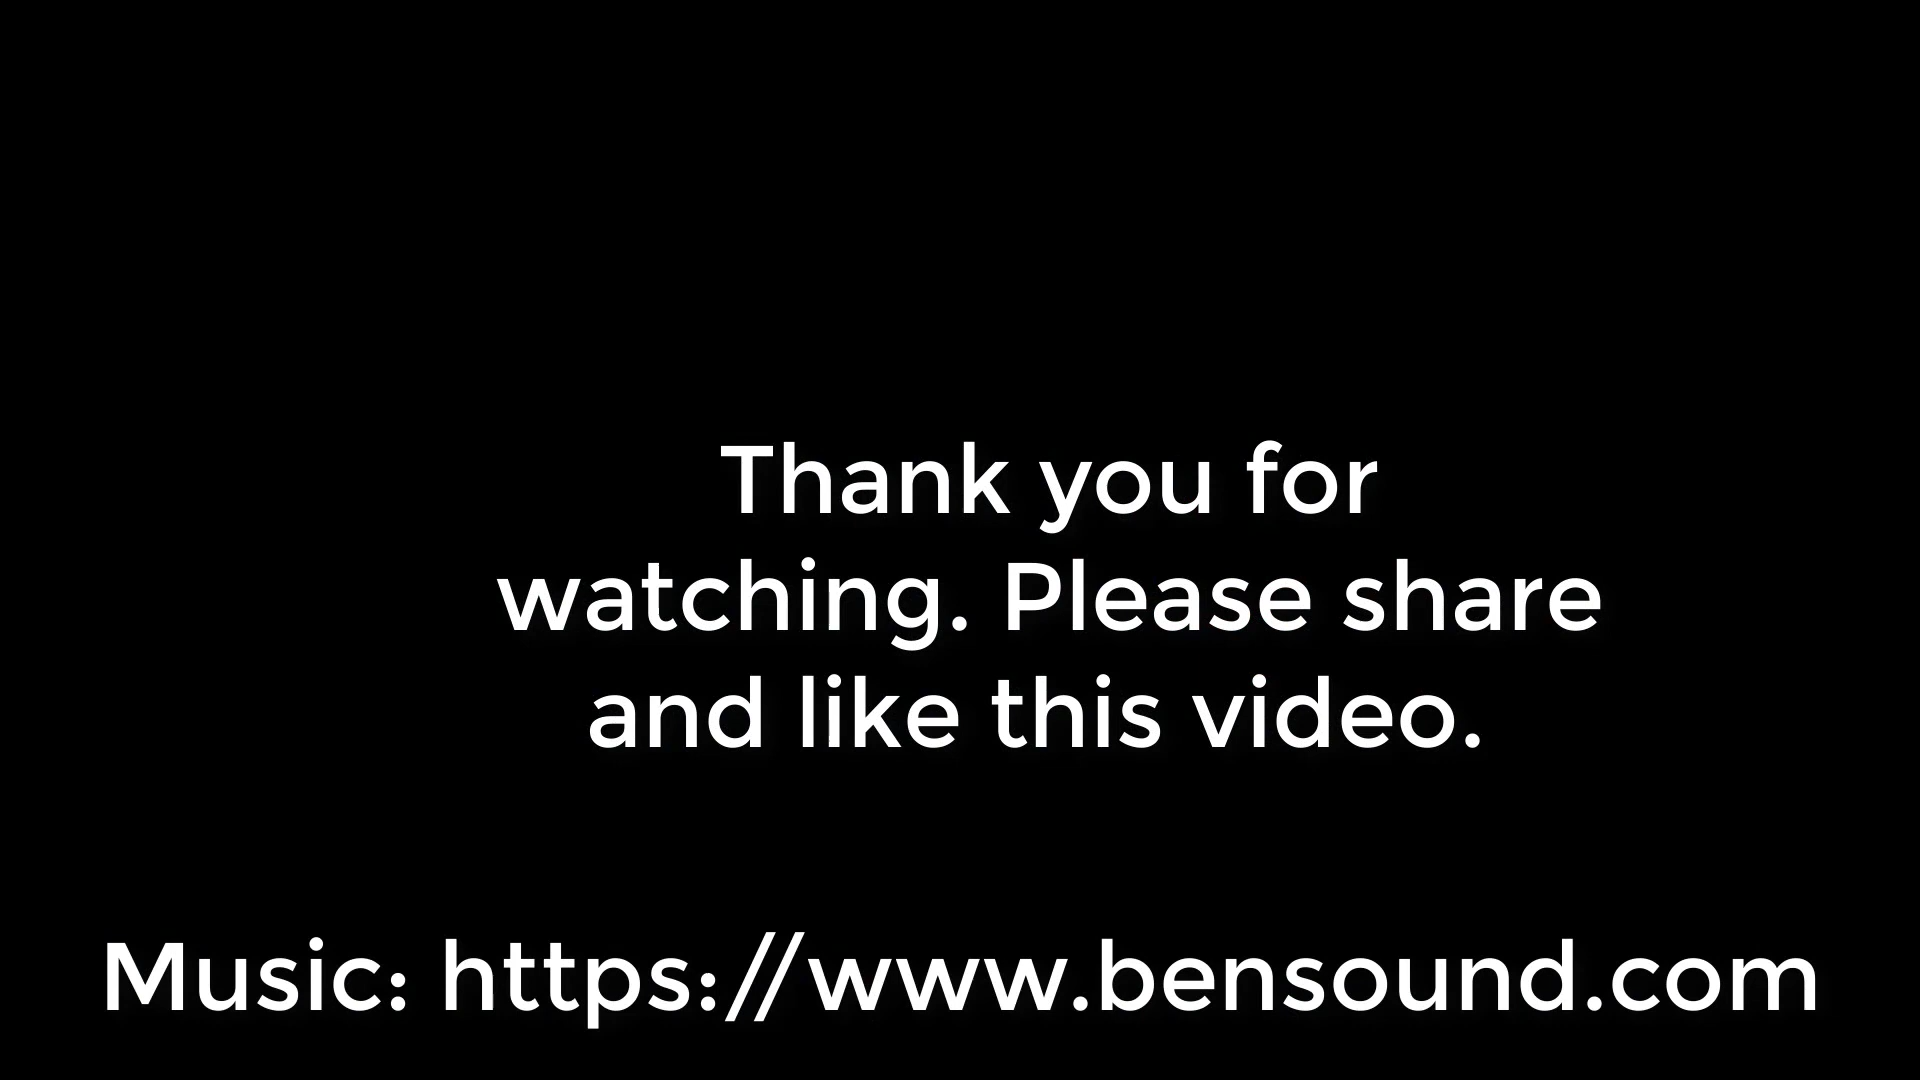 Thank you for
watching. Please share
and like this video.
Music: https://www.bensound.com